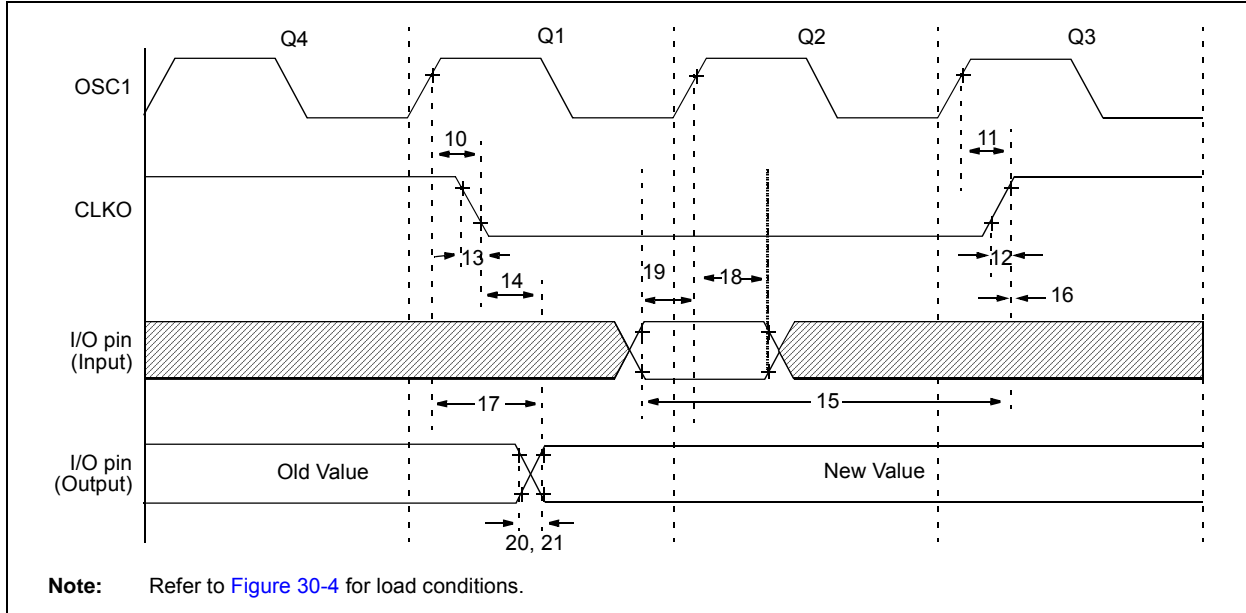 Q4 Q1 Q2 Q3
OSC1
10 11
CLKO
13 19 18 12
14 16
I/O pin
(Input)
17 15
I/O pin
(Output)
Old Value New Value
20, 21
Note: Refer to Figure 30-4 for load conditions.